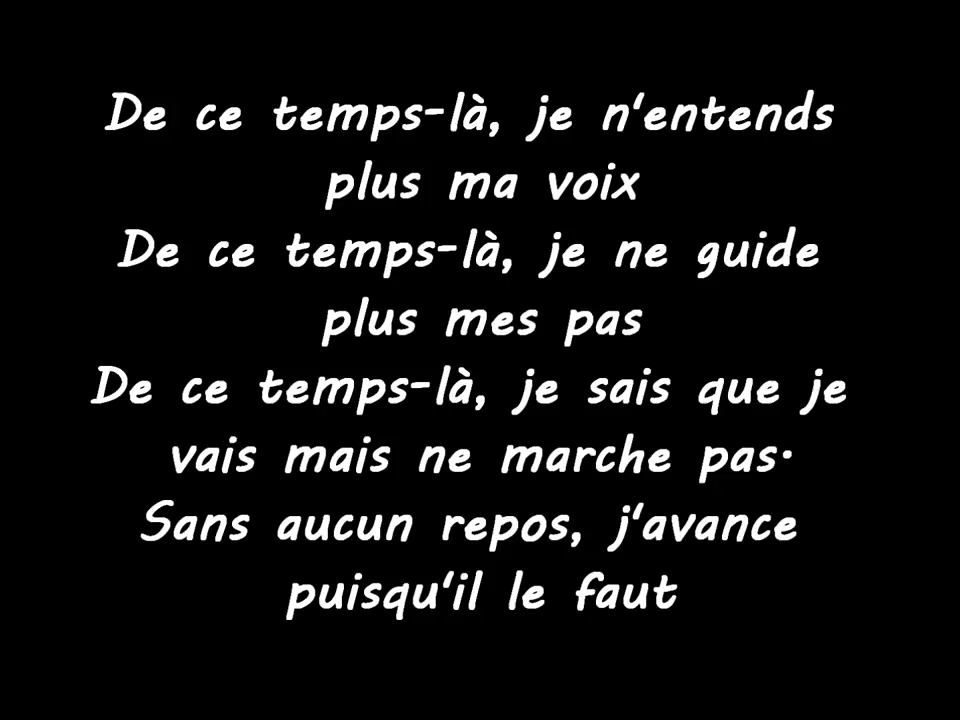 De ce temps-là, je n'entends
plus ma voix
De ce temps-là, je ne guide
plus mes pas
De ce temps-là, je sais que je
vais mais ne marche pas.
Sans aucun repos, j'avance
puisqu'il le faut